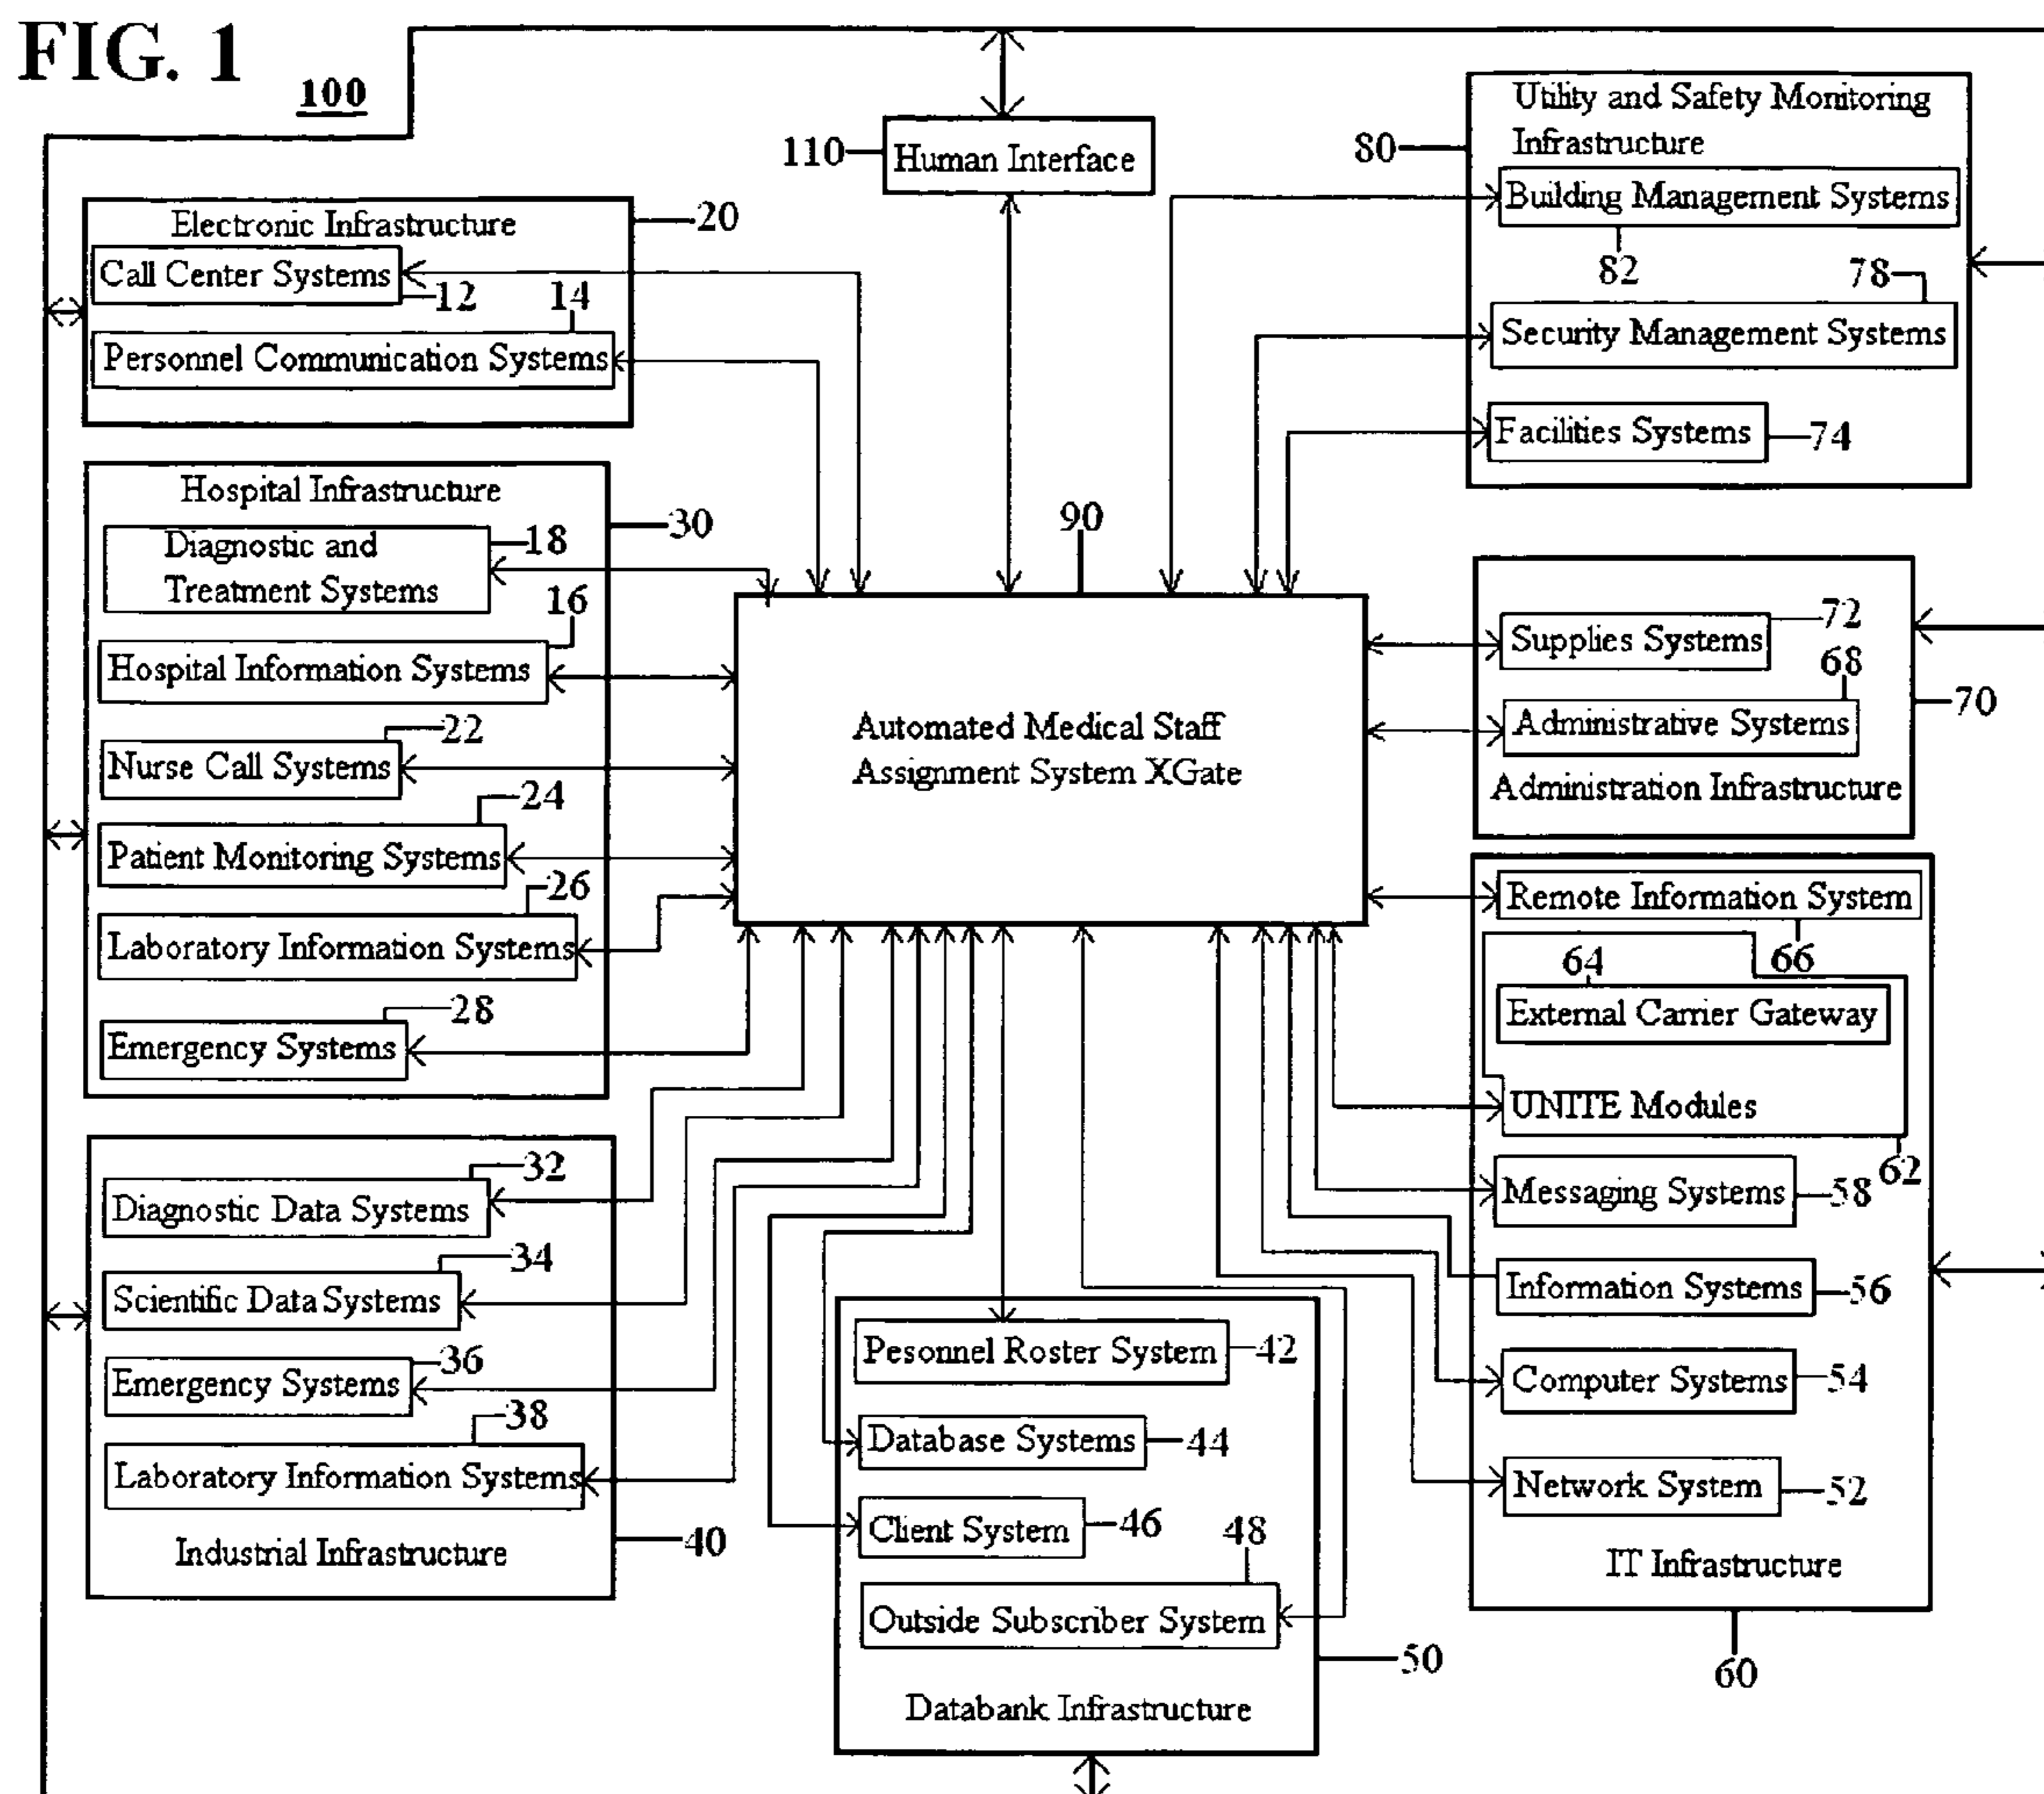 FIG. 1
100
110
Human Interface
Utility and Safety Monitoring
Infrastructure
80
Building Management Systems
82
78
Security Management Systems
Facilities Systems
74
Electronic Infrastructure
20
Call Center Systems
12
14
Personnel Communication Systems
Hospital Infrastructure
30
Diagnostic and
Treatment Systems
18
16
Hospital Information Systems
22
Nurse Call Systems
24
Patient Monitoring Systems
26
Laboratory Information Systems
28
Emergency Systems
90
Automated Medical Staff
Assignment System XGate
72
Supplies Systems
68
Administrative Systems
70
Administration Infrastructure
Remote Information System
66
64
External Carrier Gateway
UNITE Modules
62
Messaging Systems
58
Information Systems
56
Computer Systems
54
Network System
52
IT Infrastructure
60
32
Diagnostic Data Systems
34
Scientific Data Systems
36
Emergency Systems
38
Laboratory Information Systems
Industrial Infrastructure
40
Pesonnel Roster System
42
Database Systems
44
Client System
46
48
Outside Subscriber System
50
Databank Infrastructure